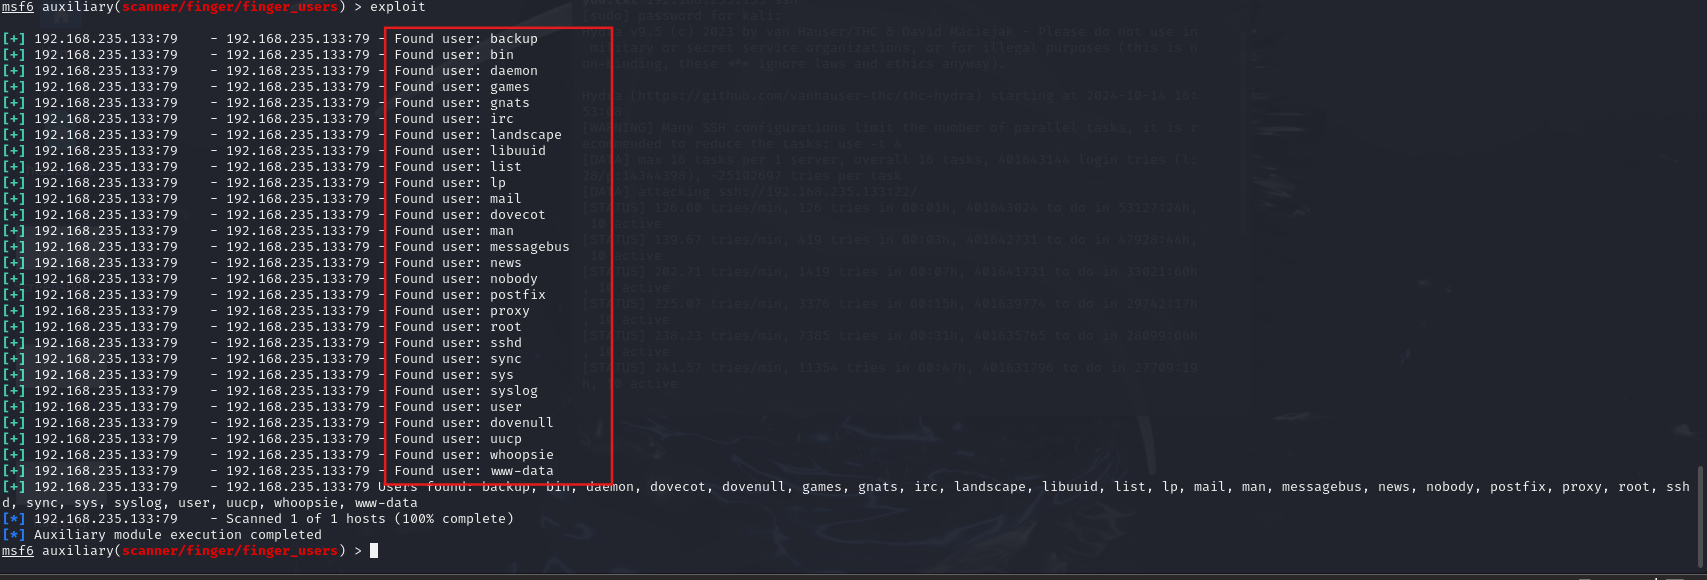 msf6 auxiliary(scanner/finger/finger_users) > exploit
[+] 192.168.235.133:79    - 192.168.235.133:79 - Found user: backup
[+] 192.168.235.133:79    - 192.168.235.133:79 - Found user: bin
[+] 192.168.235.133:79    - 192.168.235.133:79 - Found user: daemon
[+] 192.168.235.133:79    - 192.168.235.133:79 - Found user: games
[+] 192.168.235.133:79    - 192.168.235.133:79 - Found user: gnats
[+] 192.168.235.133:79    - 192.168.235.133:79 - Found user: irc
[+] 192.168.235.133:79    - 192.168.235.133:79 - Found user: landscape
[+] 192.168.235.133:79    - 192.168.235.133:79 - Found user: libuuid
[+] 192.168.235.133:79    - 192.168.235.133:79 - Found user: list
[+] 192.168.235.133:79    - 192.168.235.133:79 - Found user: lp
[+] 192.168.235.133:79    - 192.168.235.133:79 - Found user: mail
[+] 192.168.235.133:79    - 192.168.235.133:79 - Found user: dovecot
[+] 192.168.235.133:79    - 192.168.235.133:79 - Found user: man
[+] 192.168.235.133:79    - 192.168.235.133:79 - Found user: messagebus
[+] 192.168.235.133:79    - 192.168.235.133:79 - Found user: news
[+] 192.168.235.133:79    - 192.168.235.133:79 - Found user: nobody
[+] 192.168.235.133:79    - 192.168.235.133:79 - Found user: postfix
[+] 192.168.235.133:79    - 192.168.235.133:79 - Found user: proxy
[+] 192.168.235.133:79    - 192.168.235.133:79 - Found user: root
[+] 192.168.235.133:79    - 192.168.235.133:79 - Found user: sshd
[+] 192.168.235.133:79    - 192.168.235.133:79 - Found user: sync
[+] 192.168.235.133:79    - 192.168.235.133:79 - Found user: sys
[+] 192.168.235.133:79    - 192.168.235.133:79 - Found user: syslog
[+] 192.168.235.133:79    - 192.168.235.133:79 - Found user: user
[+] 192.168.235.133:79    - 192.168.235.133:79 - Found user: dovenull
[+] 192.168.235.133:79    - 192.168.235.133:79 - Found user: uucp
[+] 192.168.235.133:79    - 192.168.235.133:79 - Found user: whoopsie
[+] 192.168.235.133:79    - 192.168.235.133:79 - Found user: www-data
[+] 192.168.235.133:79    - 192.168.235.133:79 Users found: backup, bin, daemon, dovecot, dovenull, games, gnats, irc, landscape, libuuid, list, lp, mail, man, messagebus, news, nobody, postfix, proxy, root, ssh
d, sync, sys, syslog, user, uucp, whoopsie, www-data
[*] 192.168.235.133:79    - Scanned 1 of 1 hosts (100% complete)
[*] Auxiliary module execution completed
msf6 auxiliary(scanner/finger/finger_users) >